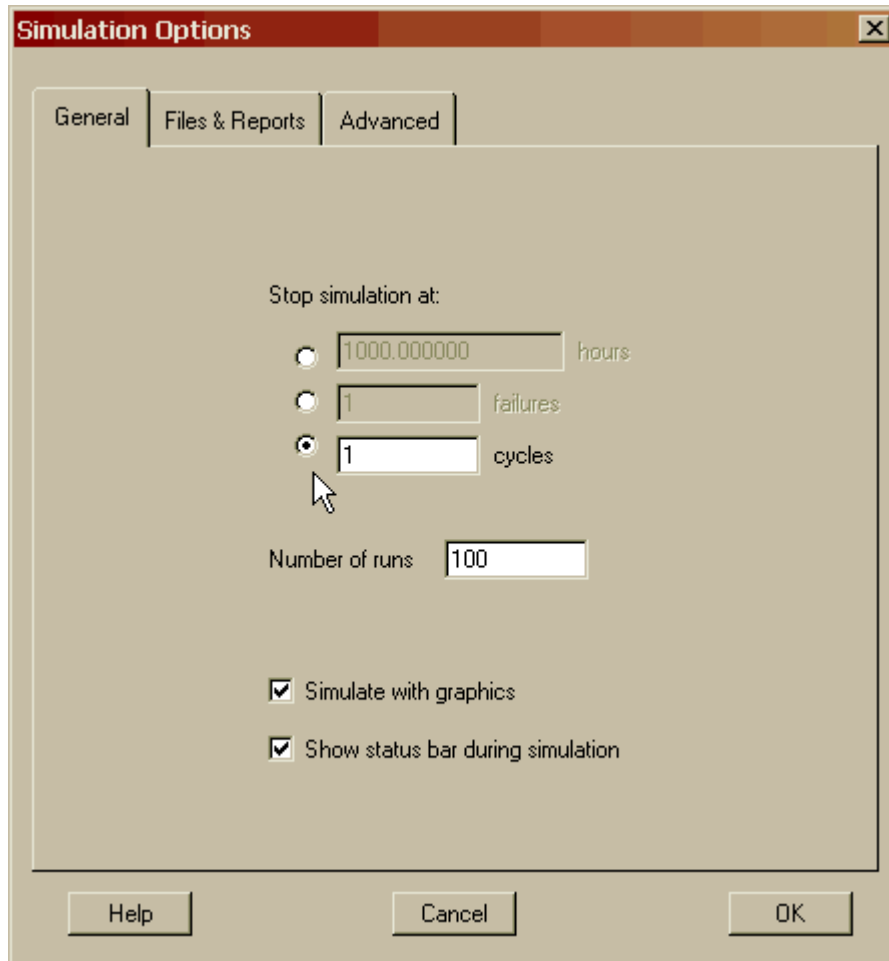 Simulation Options
General Files & Reports Advanced
Stop simulation at:
1000.000000 hours
1 failures
1 cycles
Number of runs 100
Simulate with graphics
Show status bar during simulation
Help Cancel OK